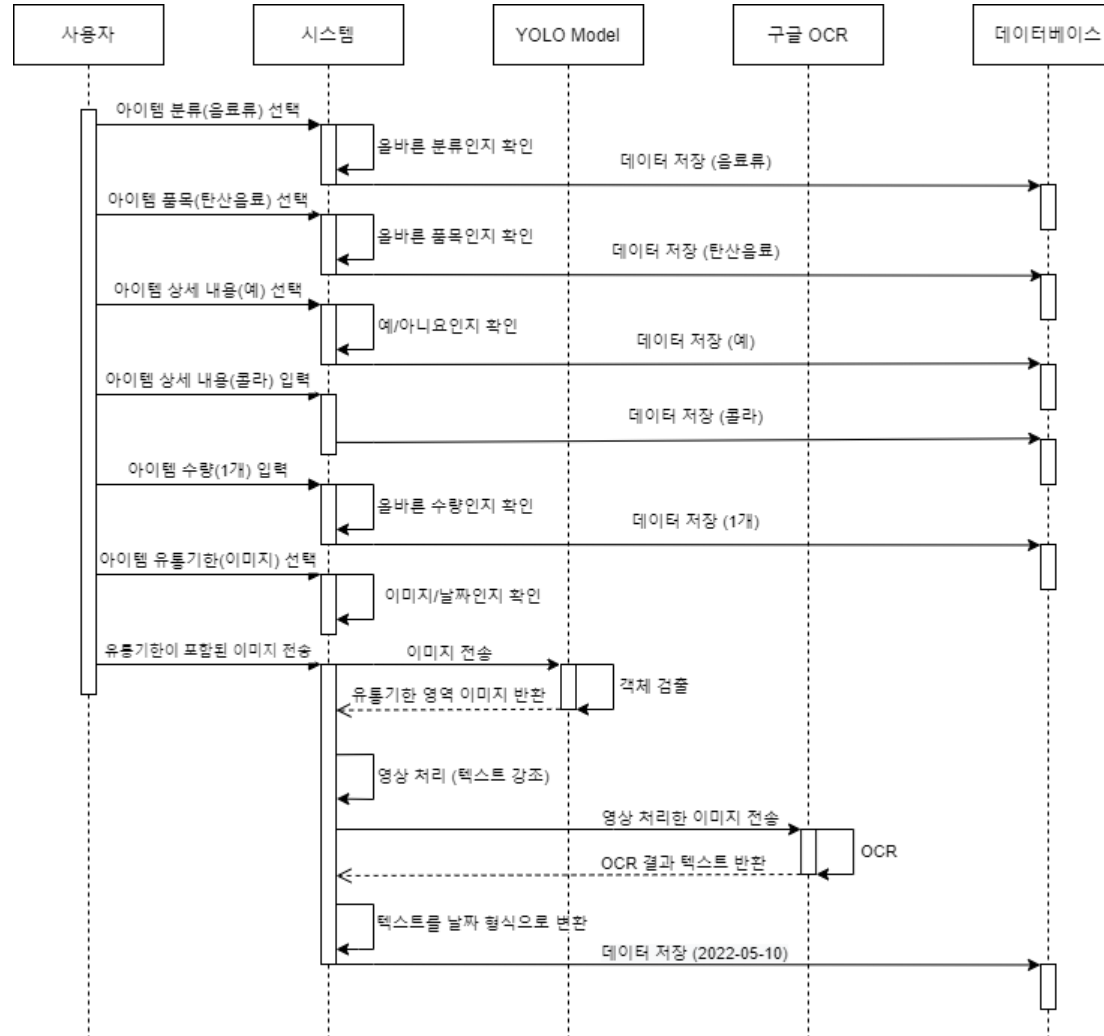 사용자
시스템
YOLO Model
구글 OCR
데이터베이스
아이템 분류(음료류) 선택
올바른 분류인지 확인
데이터 저장 (음료류)
아이템 품목(탄산음료) 선택
올바른 품목인지 확인
데이터 저장 (탄산음료)
아이템 상세 내용(예) 선택
예/아니요인지 확인
데이터 저장 (예)
아이템 상세 내용(콜라) 입력
데이터 저장 (콜라)
아이템 수량(1개) 입력
올바른 수량인지 확인
데이터 저장 (1개)
아이템 유통기한(이미지) 선택
이미지/날짜인지 확인
유통기한이 포함된 이미지 전송
이미지 전송
객체 검출
유통기한 영역 이미지 반환
영상 처리 (텍스트 강조)
영상 처리한 이미지 전송
OCR
OCR 결과 텍스트 반환
텍스트를 날짜 형식으로 변환
데이터 저장 (2022-05-10)